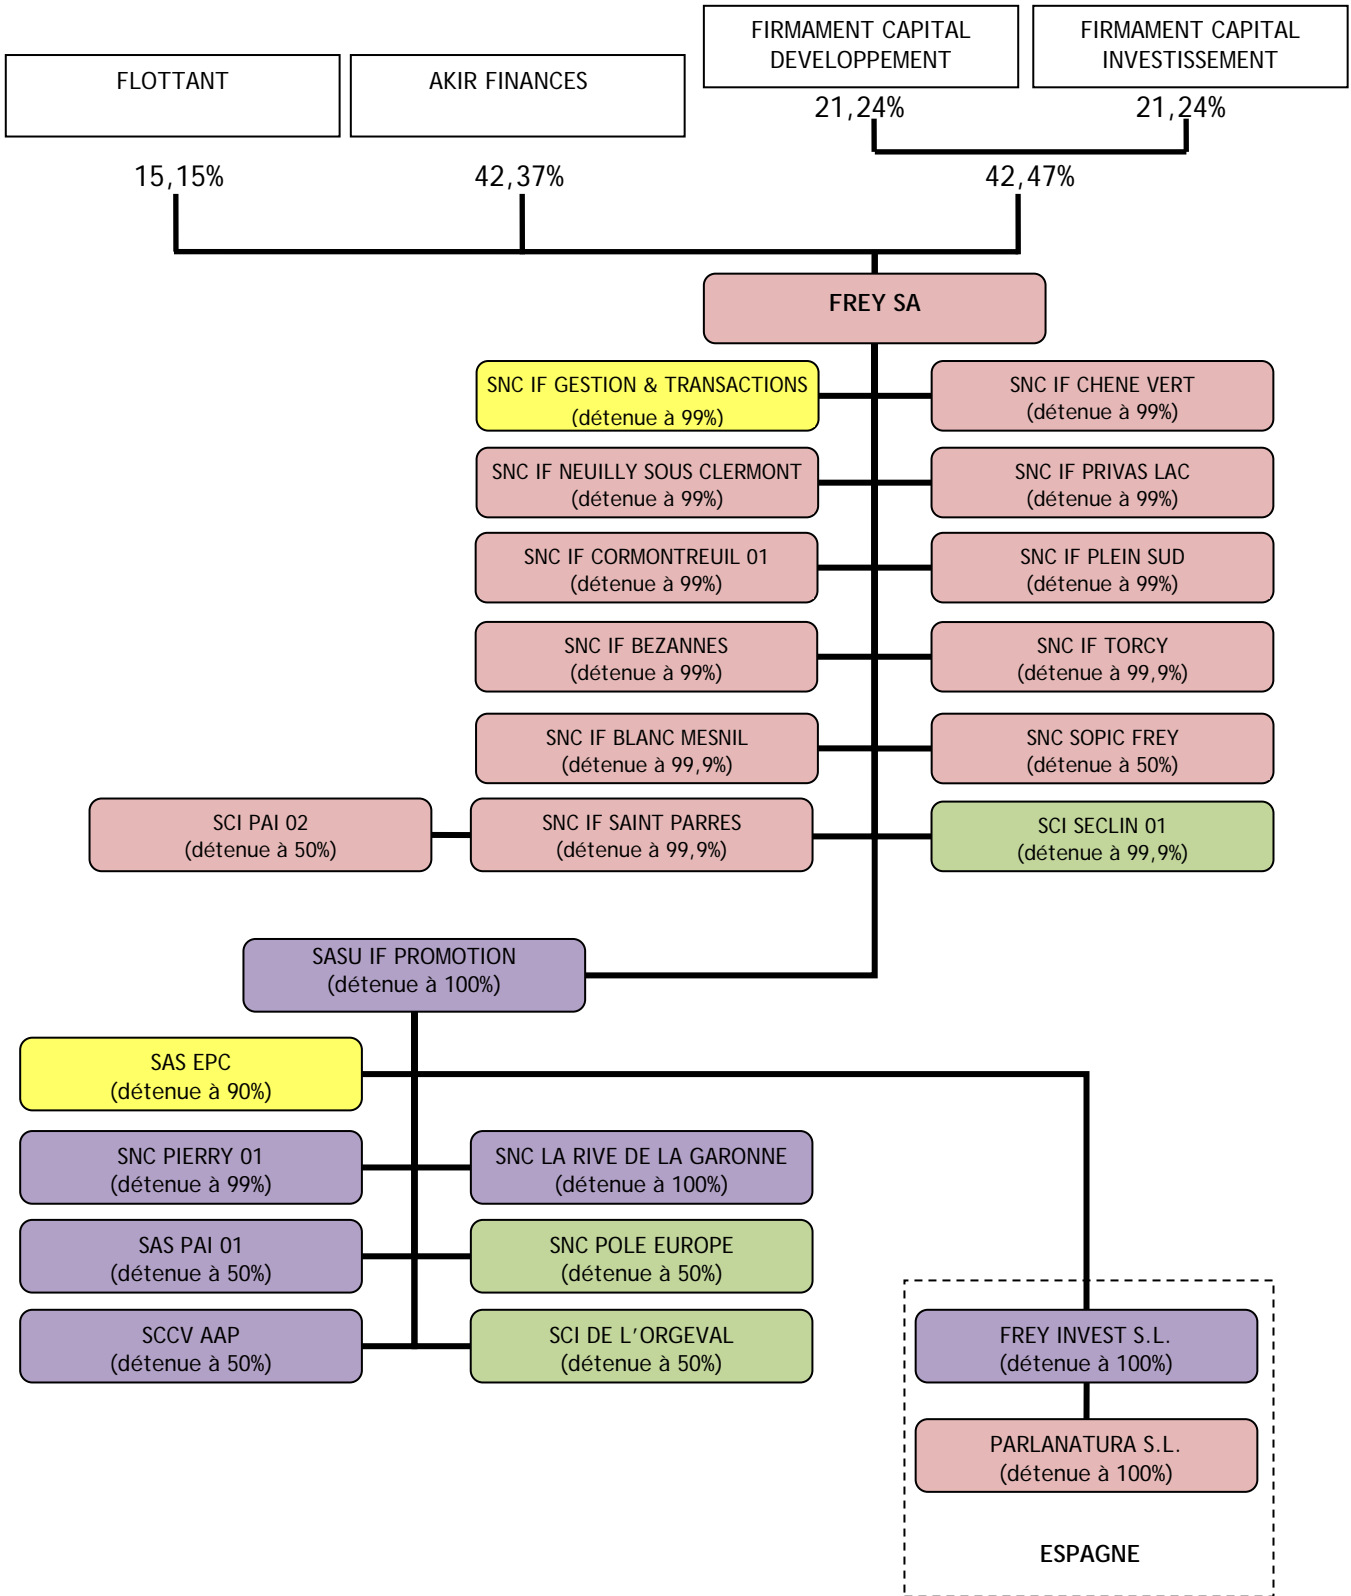 FLOTTANT
AKIR FINANCES
FIRMAMENT CAPITAL
DEVELOPPEMENT
FIRMAMENT CAPITAL
INVESTISSEMENT
21,24%
21,24%
15,15%
42,37%
42,47%
FREY SA
SNC IF GESTION & TRANSACTIONS
(détenue à 99%)
SNC IF CHENE VERT
(détenue à 99%)
SNC IF NEUILLY SOUS CLERMONT
(détenue à 99%)
SNC IF PRIVAS LAC
(détenue à 99%)
SNC IF CORMONTREUIL 01
(détenue à 99%)
SNC IF PLEIN SUD
(détenue à 99%)
SNC IF BEZANNES
(détenue à 99%)
SNC IF TORCY
(détenue à 99,9%)
SNC IF BLANC MESNIL
(détenue à 99,9%)
SNC SOPIC FREY
(détenue à 50%)
SCI PAI 02
(détenue à 50%)
SNC IF SAINT PARRES
(détenue à 99,9%)
SCI SECLIN 01
(détenue à 99,9%)
SASU IF PROMOTION
(détenue à 100%)
SAS EPC
(détenue à 90%)
SNC PIERRY 01
(détenue à 99%)
SNC LA RIVE DE LA GARONNE
(détenue à 100%)
SAS PAI 01
(détenue à 50%)
SNC POLE EUROPE
(détenue à 50%)
SCCV AAP
(détenue à 50%)
SCI DE L'ORGEVAL
(détenue à 50%)
FREY INVEST S.L.
(détenue à 100%)
PARLANATURA S.L.
(détenue à 100%)
ESPAGNE